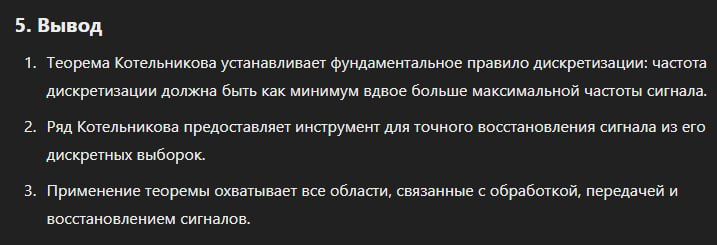 5. Вывод
1. Теорема Котельникова устанавливает фундаментальное правило дискретизации: частота
дискретизации должна быть как минимум вдвое больше максимальной частоты сигнала.
2. Ряд Котельникова предоставляет инструмент для точного восстановления сигнала из его
дискретных выборок.
3. Применение теоремы охватывает все области, связанные с обработкой, передачей и
восстановлением сигналов.